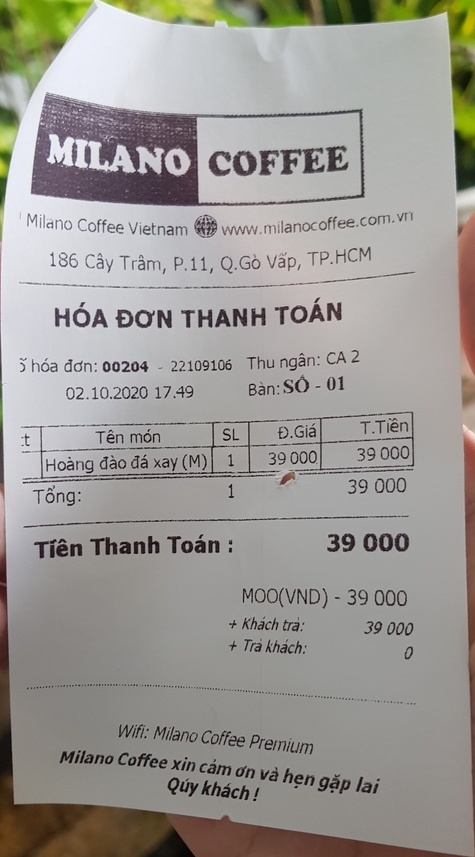 MILANO COFFEE
Milano Coffee Vietnam www.milanocoffee.com.vn
186 Cây Trâm, P.11, Q.Gò Vấp, TP.HCM
HÓA ĐƠN THANH TOÁN
hóa đơn: 00204 - 22109106 Thu ngân: CA 2
02.10.2020 17.49 Bàn: SỐ - 01
Tên món SL Đ.Giá T.Tiền
Hoàng đào đá xay (M) 1 39 000 39 000
Tổng: 1 39 000
Tiền Thanh Toán : 39 000
MOO(VND) - 39 000
+ Khách trả: 39 000
+ Trả khách: 0
Wifi: Milano Coffee Premium
Milano Coffee xin cảm ơn và hẹn gặp lại
Qúy khách !